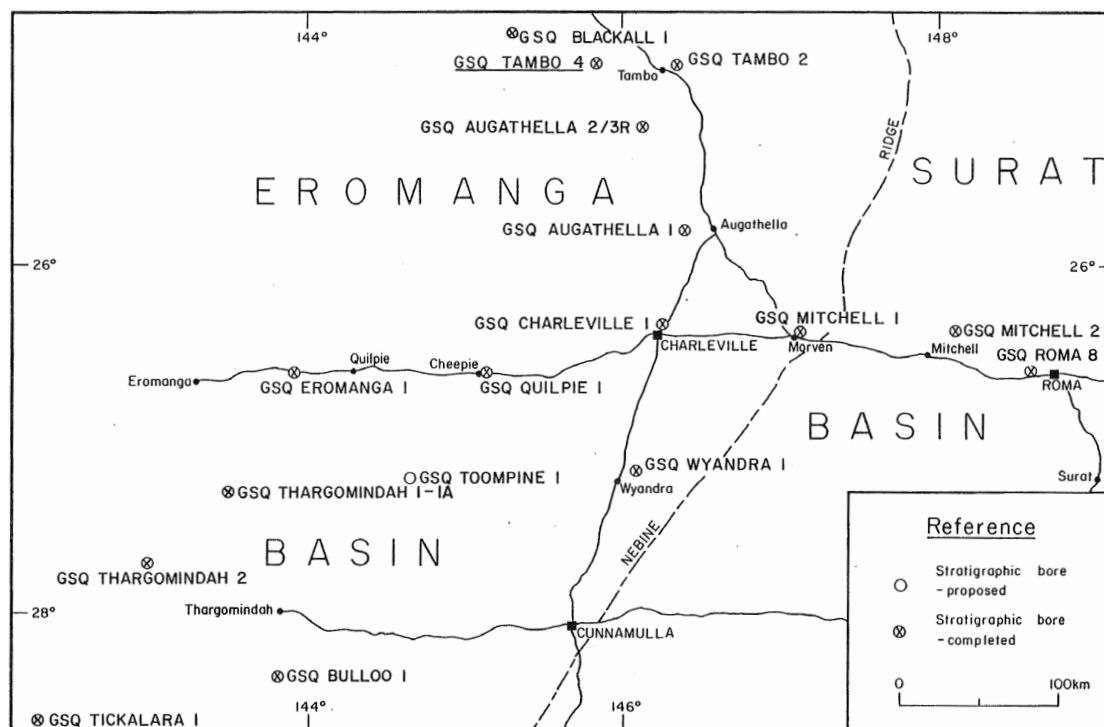 144°
148°
GSQ BLACKALL 1
GSQ TAMBO 4
Tambo
GSQ TAMBO 2
GSQ AUGATHELLA 2/3R
RIDGE
EROMANGA
SURAT
GSQ AUGATHELLA 1
Augathella
26°
26°
GSQ CHARLEVILLE 1
CHARLEVILLE
GSQ MITCHELL 1
Morven
GSQ MITCHELL 2
Mitchell
GSQ ROMA 8
ROMA
Eromanga
Quilpie
GSQ EROMANGA 1
Cheepie
GSQ QUILPIE 1
BASIN
GSQ TOOMPINE 1
GSQ WYANDRA 1
Wyandra
GSQ THARGOMINDAH 1-1A
Surat
BASIN
NEBINE
GSQ THARGOMINDAH 2
Thargomindah
28°
CUNNAMULLA
GSQ BULLOO 1
144°
146°
GSQ TICKALARA 1
Reference
Stratigraphic bore
- proposed
Stratigraphic bore
- completed
0
100km